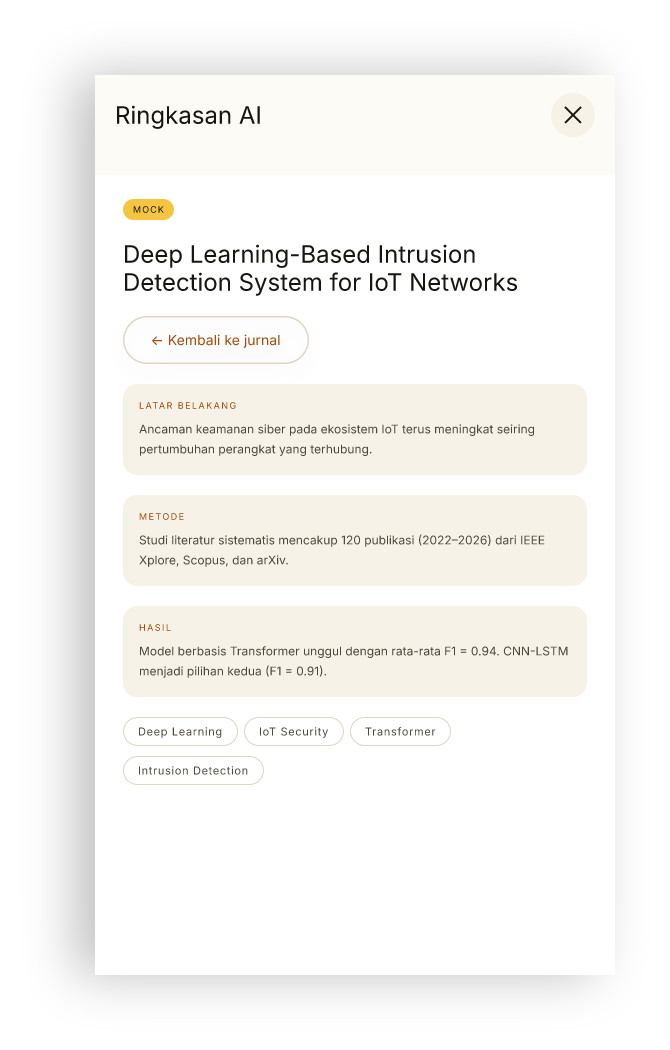 Ringkasan AI
MOCK
Deep Learning-Based Intrusion
Detection System for IoT Networks
← Kembali ke jurnal
LATAR BELAKANG
Ancaman keamanan siber pada ekosistem IoT terus meningkat seiring
pertumbuhan perangkat yang terhubung.
METODE
Studi literatur sistematis mencakup 120 publikasi (2022–2026) dari IEEE
Xplore, Scopus, dan arXiv.
HASIL
Model berbasis Transformer unggul dengan rata-rata F1 = 0.94. CNN-LSTM
menjadi pilihan kedua (F1 = 0.91).
Deep Learning
IoT Security
Transformer
Intrusion Detection